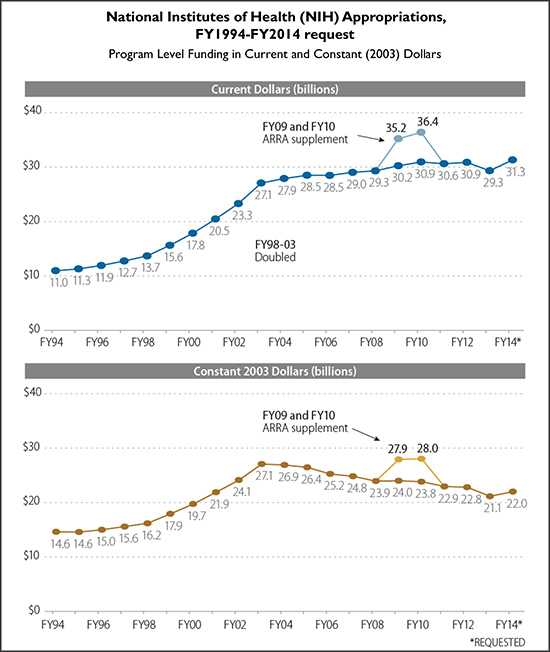 National Institutes of Health (NIH) Appropriations,
FY1994-FY2014 request
Program Level Funding in Current and Constant (2003) Dollars
Current Dollars (billions)
$40
35.2 36.4
FY09 and FY10
ARRA supplement
$30
27.1 27.9 28.5 28.5 29.0 29.3 30.2 30.9 30.6 30.9 29.3 31.3
23.3
$20
20.5
17.8
15.6
FY98-03
Doubled
$10
11.0 11.3 11.9 12.7 13.7
$0
FY94 FY96 FY98 FY00 FY02 FY04 FY06 FY08 FY10 FY12 FY14*
Constant 2003 Dollars (billions)
$40
FY09 and FY10
ARRA supplement
27.9 28.0
$30
27.1 26.9 26.4 25.2 24.8 23.9 24.0 23.8 22.9 22.8 21.1 22.0
24.1
21.9
$20
19.7
17.9
14.6 14.6 15.0 15.6 16.2
$10
$0
FY94 FY96 FY98 FY00 FY02 FY04 FY06 FY08 FY10 FY12 FY14*
*REQUESTED